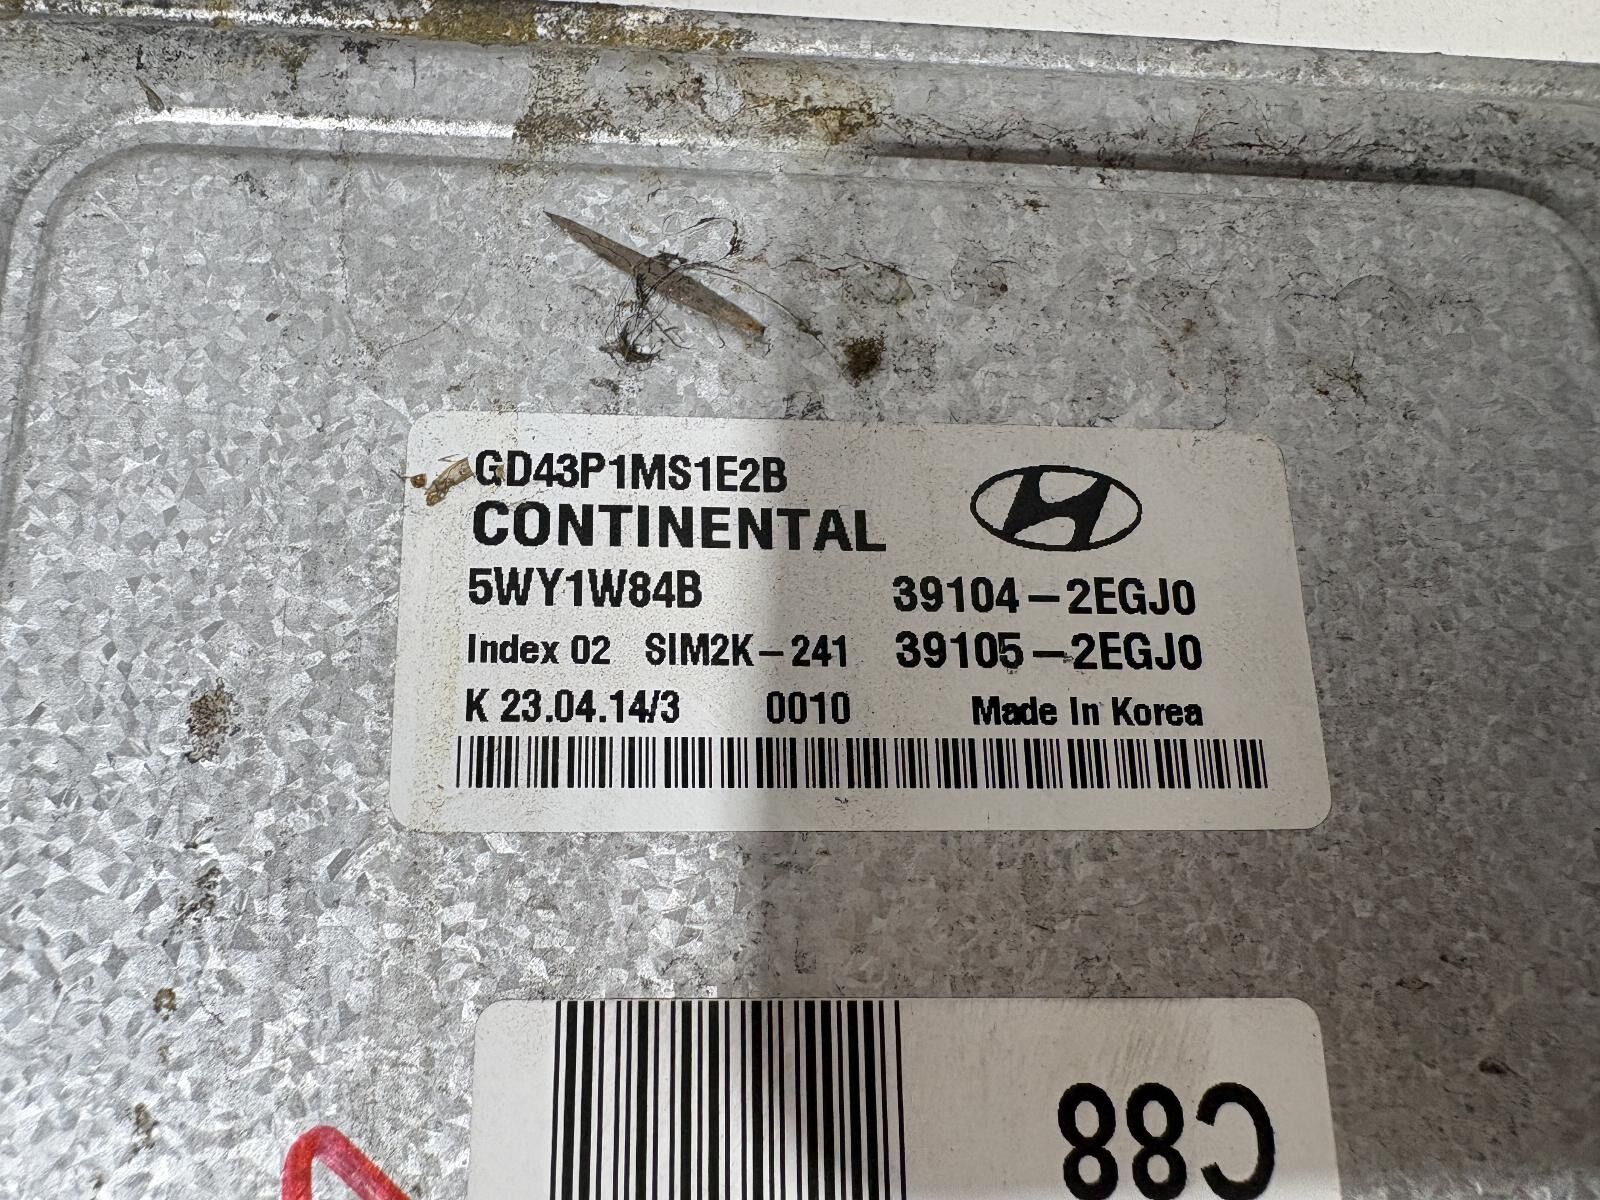 GD43P1MS1E2B
CONTINENTAL
5WY1W84B 39104-2EGJ0
Index 02 SIM2K-241 39105-2EGJ0
K 23.04.14/3 0010 Made In Korea
C88